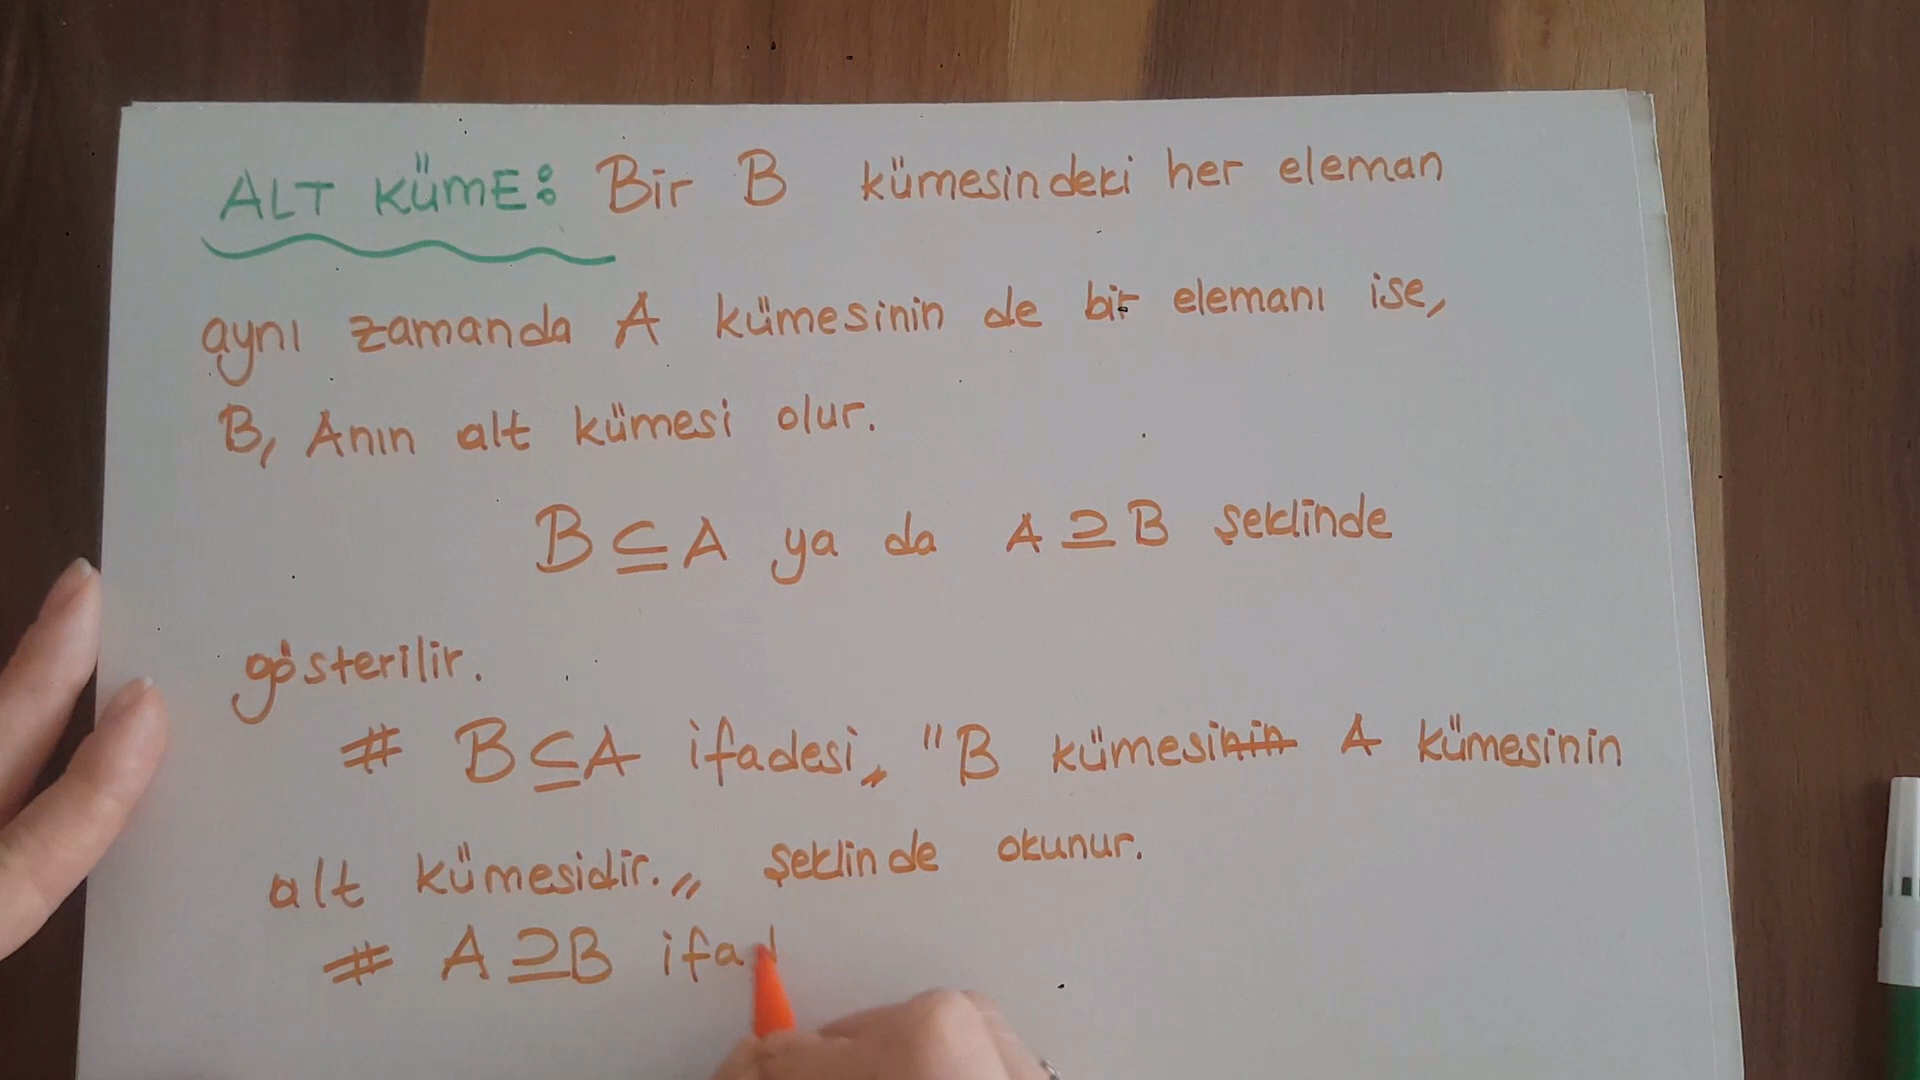 ALT KÜmE: Bir B kümesindeki her eleman
aynı zamanda A kümesinin de bir elemanı ise,
B, Anın alt kümesi olur.
B ⊆ A ya da A ⊇ B şeklinde
gösterilir.
# B ⊆ A ifadesi, "B kümesinin A kümesinin
alt kümesidir." şeklinde okunur.
# A ⊇ B ifad